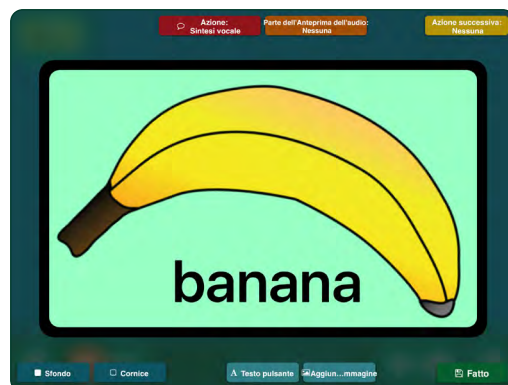 Azione:
Sintesi vocale
Parte dell'Anteprima dell'audio:
Nessuna
Azione successiva:
Nessuna
banana
Sfondo
Cornice
A Testo pulsante
Aggiun...mmagine
Fatto